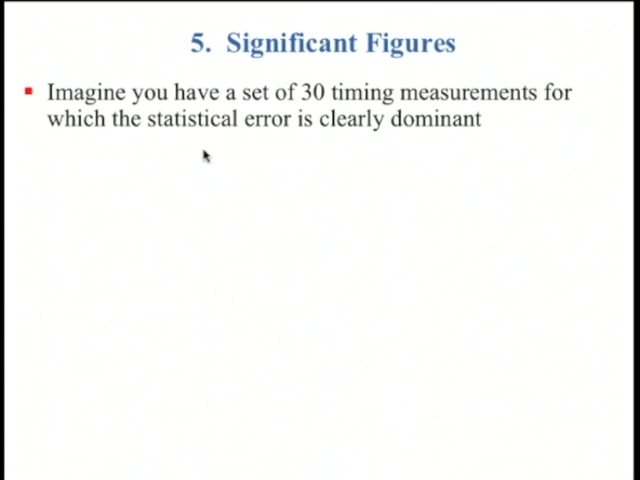 5. Significant Figures
Imagine you have a set of 30 timing measurements for
which the statistical error is clearly dominant